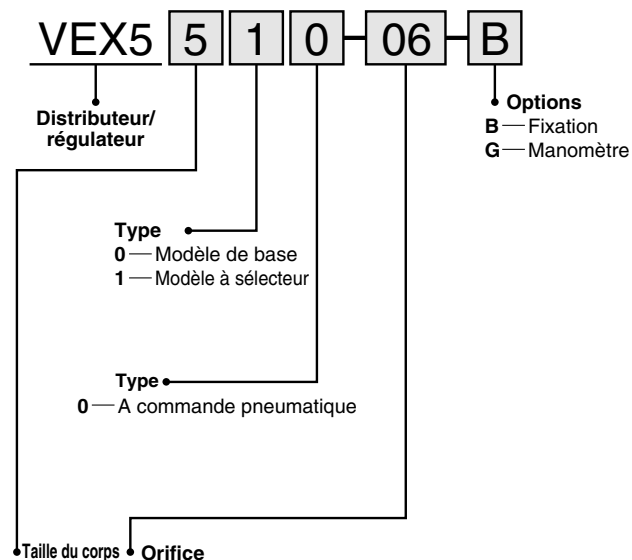 VEX5 5 1 0-06-B
Distributeur/
régulateur
Options
B — Fixation
G — Manomètre
Type
0 — Modèle de base
1 — Modèle à sélecteur
Type
0 — A commande pneumatique
Taille du corps
Orifice